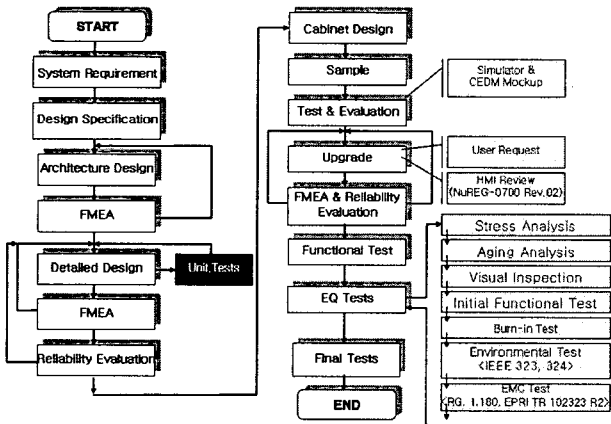 START
System Requirement
Design Specification
Architecture Design
FMEA
Detailed Design
Unit Tests
FMEA
Reliability Evaluation
Cabinet Design
Sample
Test & Evaluation
Simulator &
CEDM Mockup
Upgrade
User Request
HMI Review
(NuREG-0700 Rev.02)
FMEA & Reliability
Evaluation
Functional Test
EQ Tests
Final Tests
END
Stress Analysis
Aging Analysis
Visual Inspection
Initial Functional Test
Burn-in Test
Environmental Test
<IEEE 323, 324>
EMC Test
<RG. 1.180, EPRI TR 102323 R2>